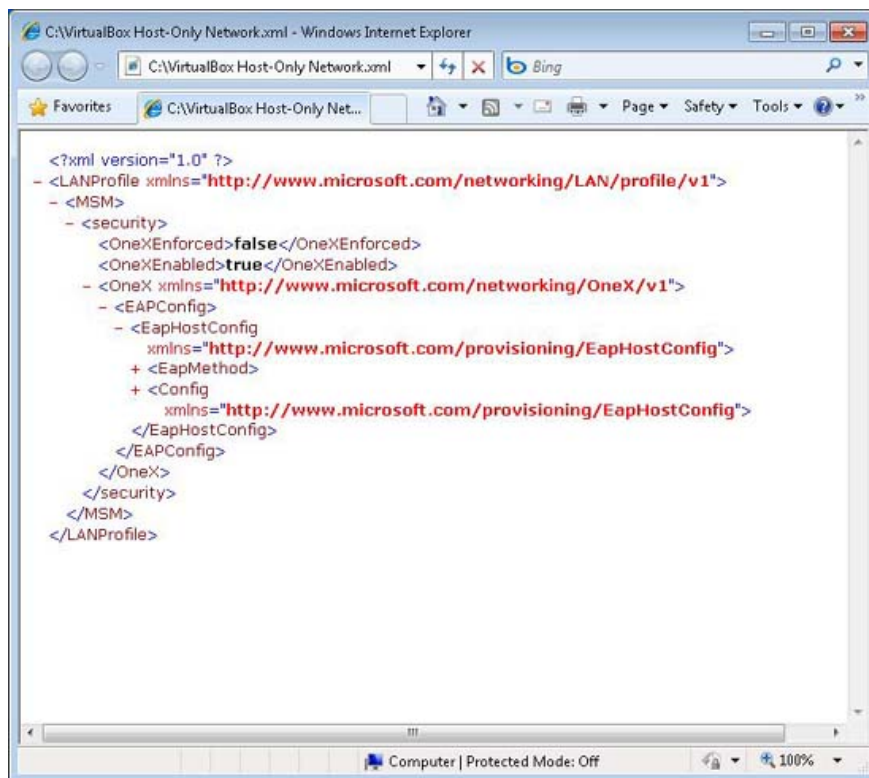 C:\VirtualBox Host-Only Network.xml - Windows Internet Explorer
C:\VirtualBox Host-Only Network.xml Bing
Favorites C:\VirtualBox Host-Only Net... Page Safety Tools »
<?xml version="1.0" ?>
- <LANProfile xmlns="http://www.microsoft.com/networking/LAN/profile/v1">
- <MSM>
- <security>
<OneXEnforced>false</OneXEnforced>
<OneXEnabled>true</OneXEnabled>
- <OneX xmlns="http://www.microsoft.com/networking/OneX/v1">
- <EAPConfig>
- <EapHostConfig
xmlns="http://www.microsoft.com/provisioning/EapHostConfig">
+ <EapMethod>
+ <Config
xmlns="http://www.microsoft.com/provisioning/EapHostConfig">
</EapHostConfig>
</EAPConfig>
</OneX>
</security>
</MSM>
</LANProfile>
Computer | Protected Mode: Off 100%